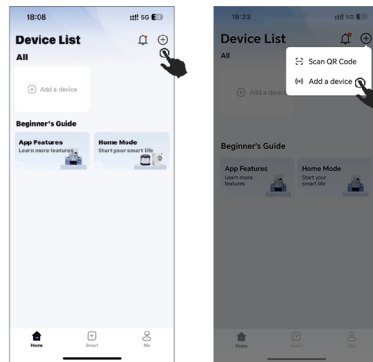 18:08
5G
Device List
All
Add a device
Beginner's Guide
App Features
Learn more features
Home Mode
Start your smart life
Home
Smart
Me
18:23
5G
Device List
All
Scan QR Code
Add a device
Add a device
Beginner's Guide
App Features
Learn more
features
Home Mode
Start your
smart life
Home
Smart
Me